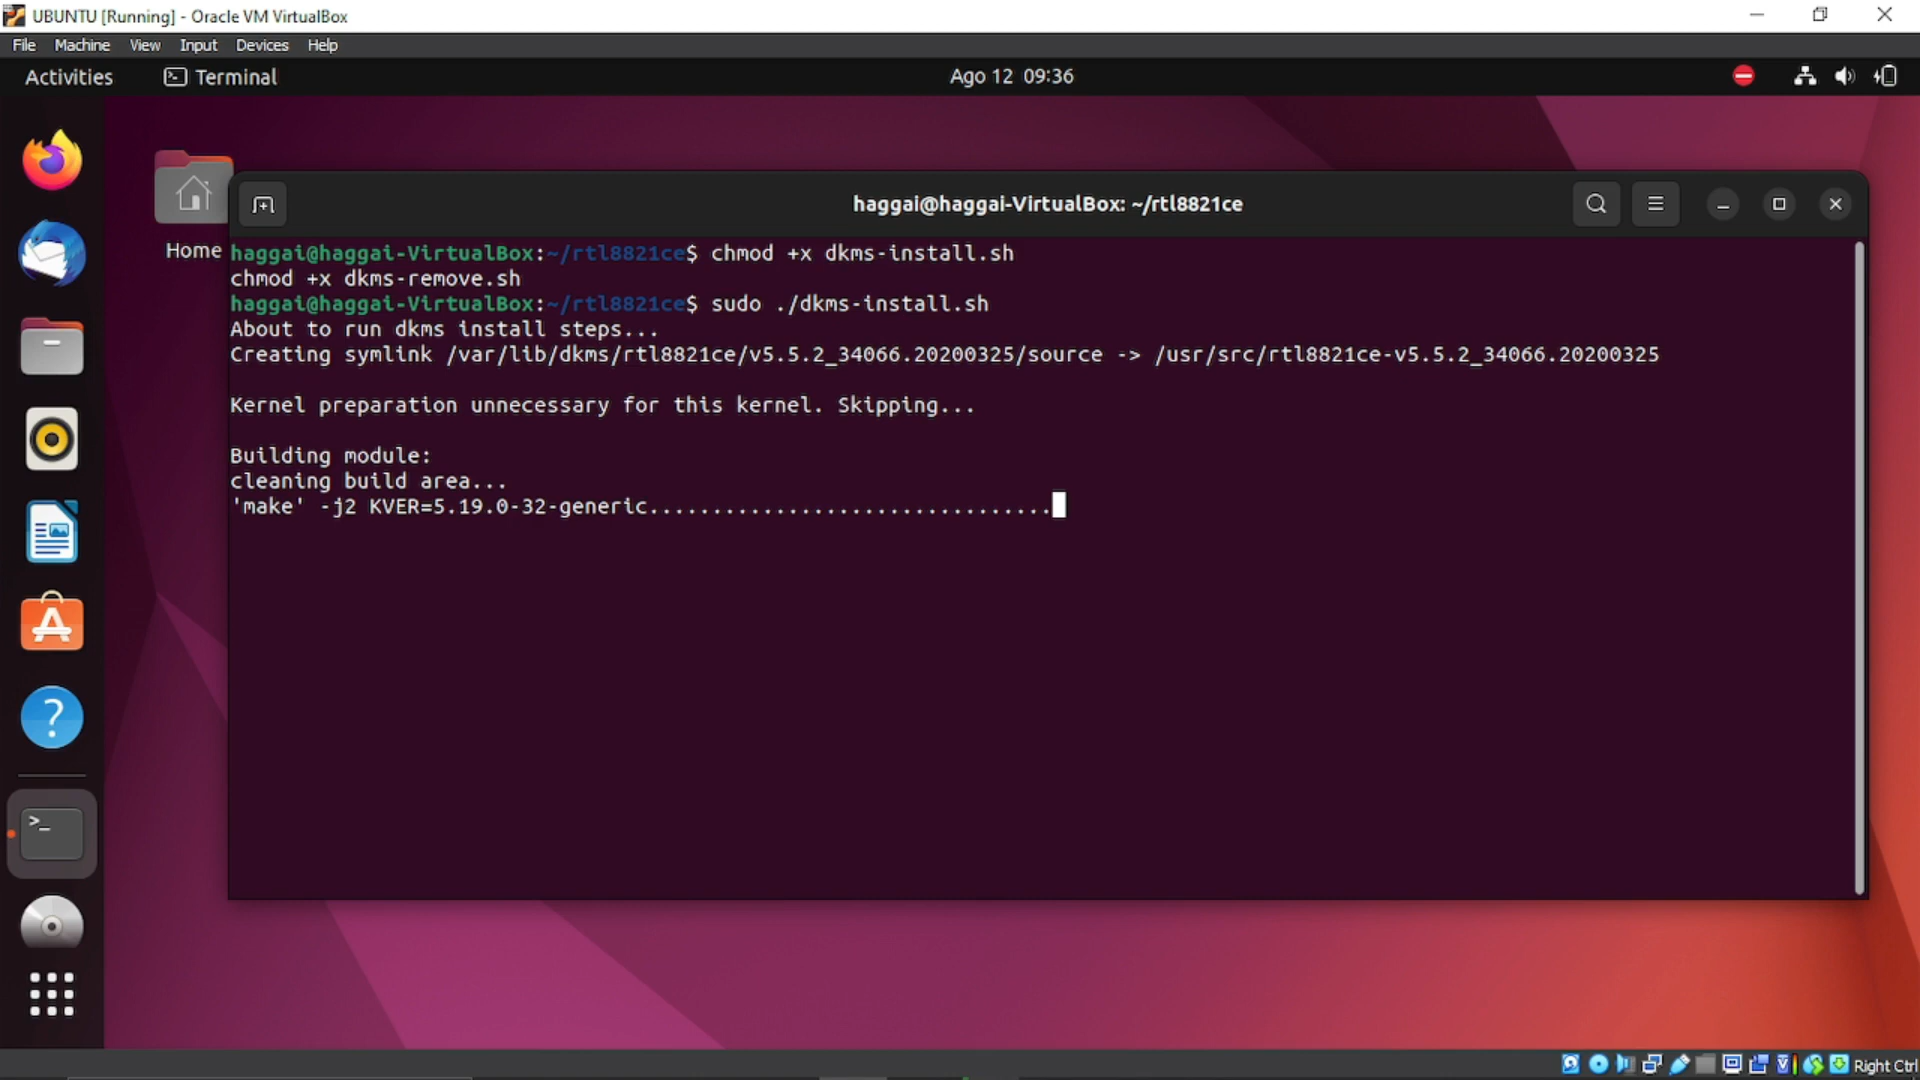 UBUNTU [Running] - Oracle VM VirtualBox
File Machine View Input Devices Help
Activities Terminal Ago 12 09:36
haggai@haggai-VirtualBox: ~/rtl8821ce
Home
haggai@haggai-VirtualBox:~/rtl8821ce$ chmod +x dkms-install.sh
chmod +x dkms-remove.sh
haggai@haggai-VirtualBox:~/rtl8821ce$ sudo ./dkms-install.sh
About to run dkms install steps...
Creating symlink /var/lib/dkms/rtl8821ce/v5.5.2_34066.20200325/source -> /usr/src/rtl8821ce-v5.5.2_34066.20200325
Kernel preparation unnecessary for this kernel. Skipping...
Building module:
cleaning build area...
'make' -j2 KVER=5.19.0-32-generic................................
Right Ctrl